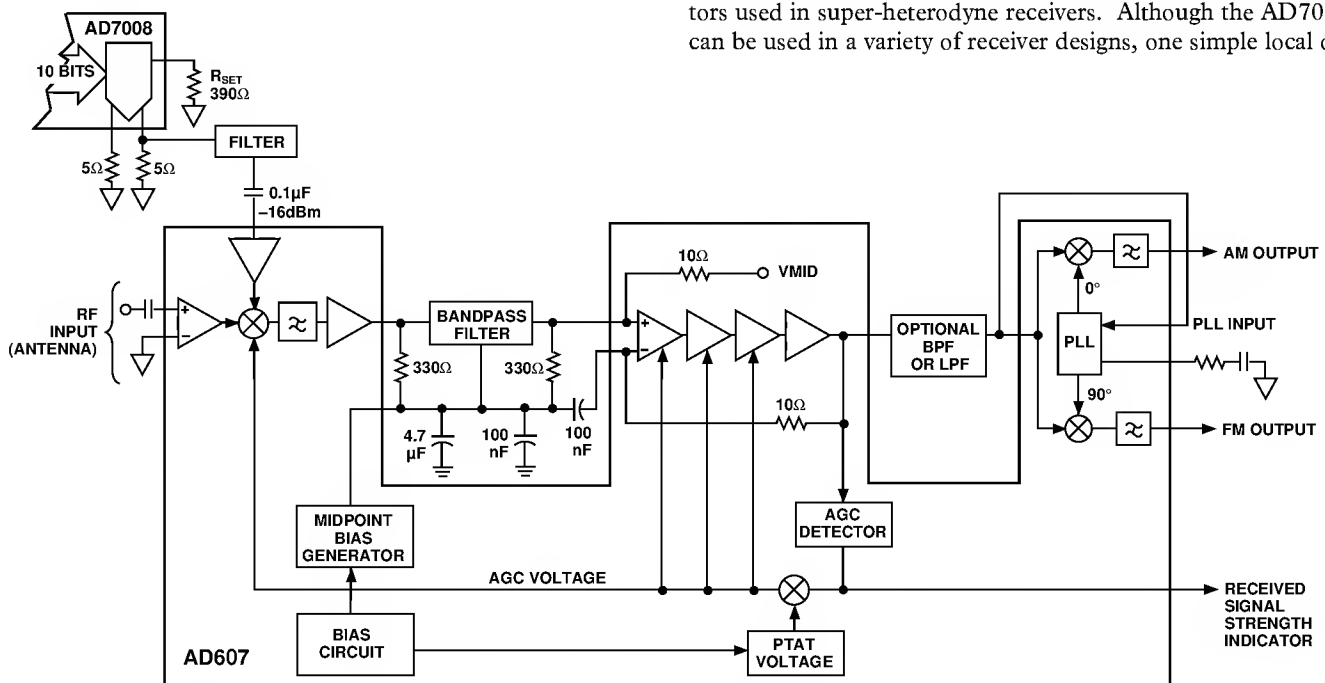 tors used in super-heterodyne receivers. Although the AD70
can be used in a variety of receiver designs, one simple local
AD7008
10 BITS
RSET
390Ω
FILTER
5Ω
5Ω
0.1µF
–16dBm
10Ω
VMID
AM OUTPUT
0°
RF
INPUT
(ANTENNA)
+
–
BANDPASS
FILTER
+
–
OPTIONAL
BPF
OR LPF
PLL
PLL INPUT
330Ω
330Ω
90°
10Ω
4.7
µF
100
nF
100
nF
FM OUTPUT
MIDPOINT
BIAS
GENERATOR
AGC
DETECTOR
AGC VOLTAGE
RECEIVED
SIGNAL
STRENGTH
INDICATOR
BIAS
CIRCUIT
PTAT
VOLTAGE
AD607